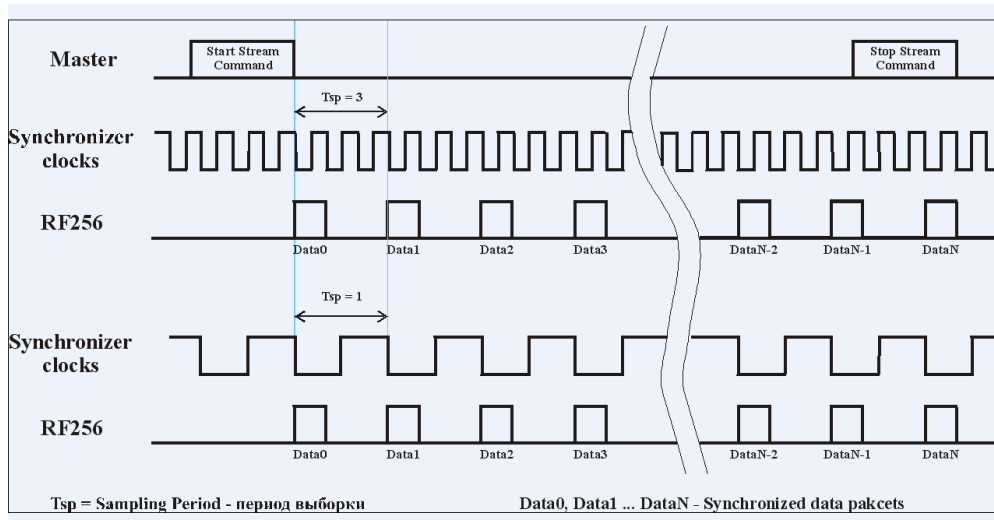 Master
Start Stream
Command
Stop Stream
Command
Tsp = 3
Synchronizer
clocks
RF256
Data0 Data1 Data2 Data3 DataN-2 DataN-1 DataN
Tsp = 1
Synchronizer
clocks
RF256
Data0 Data1 Data2 Data3 DataN-2 DataN-1 DataN
Tsp = Sampling Period - период выборки Data0, Data1 ... DataN - Synchronized data pakcets